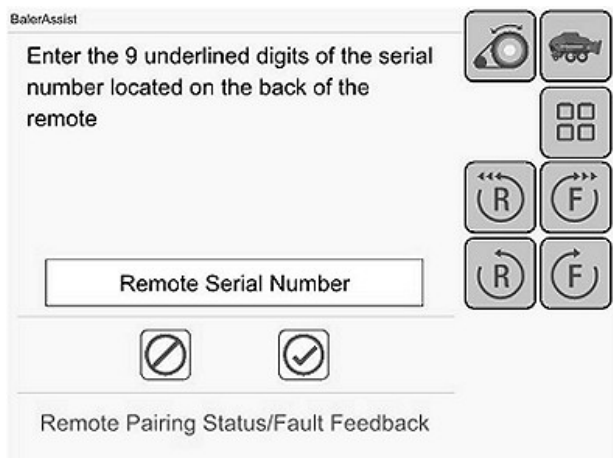 BalerAssist
Enter the 9 underlined digits of the serial
number located on the back of the
remote
R F
R F
Remote Serial Number
Remote Pairing Status/Fault Feedback